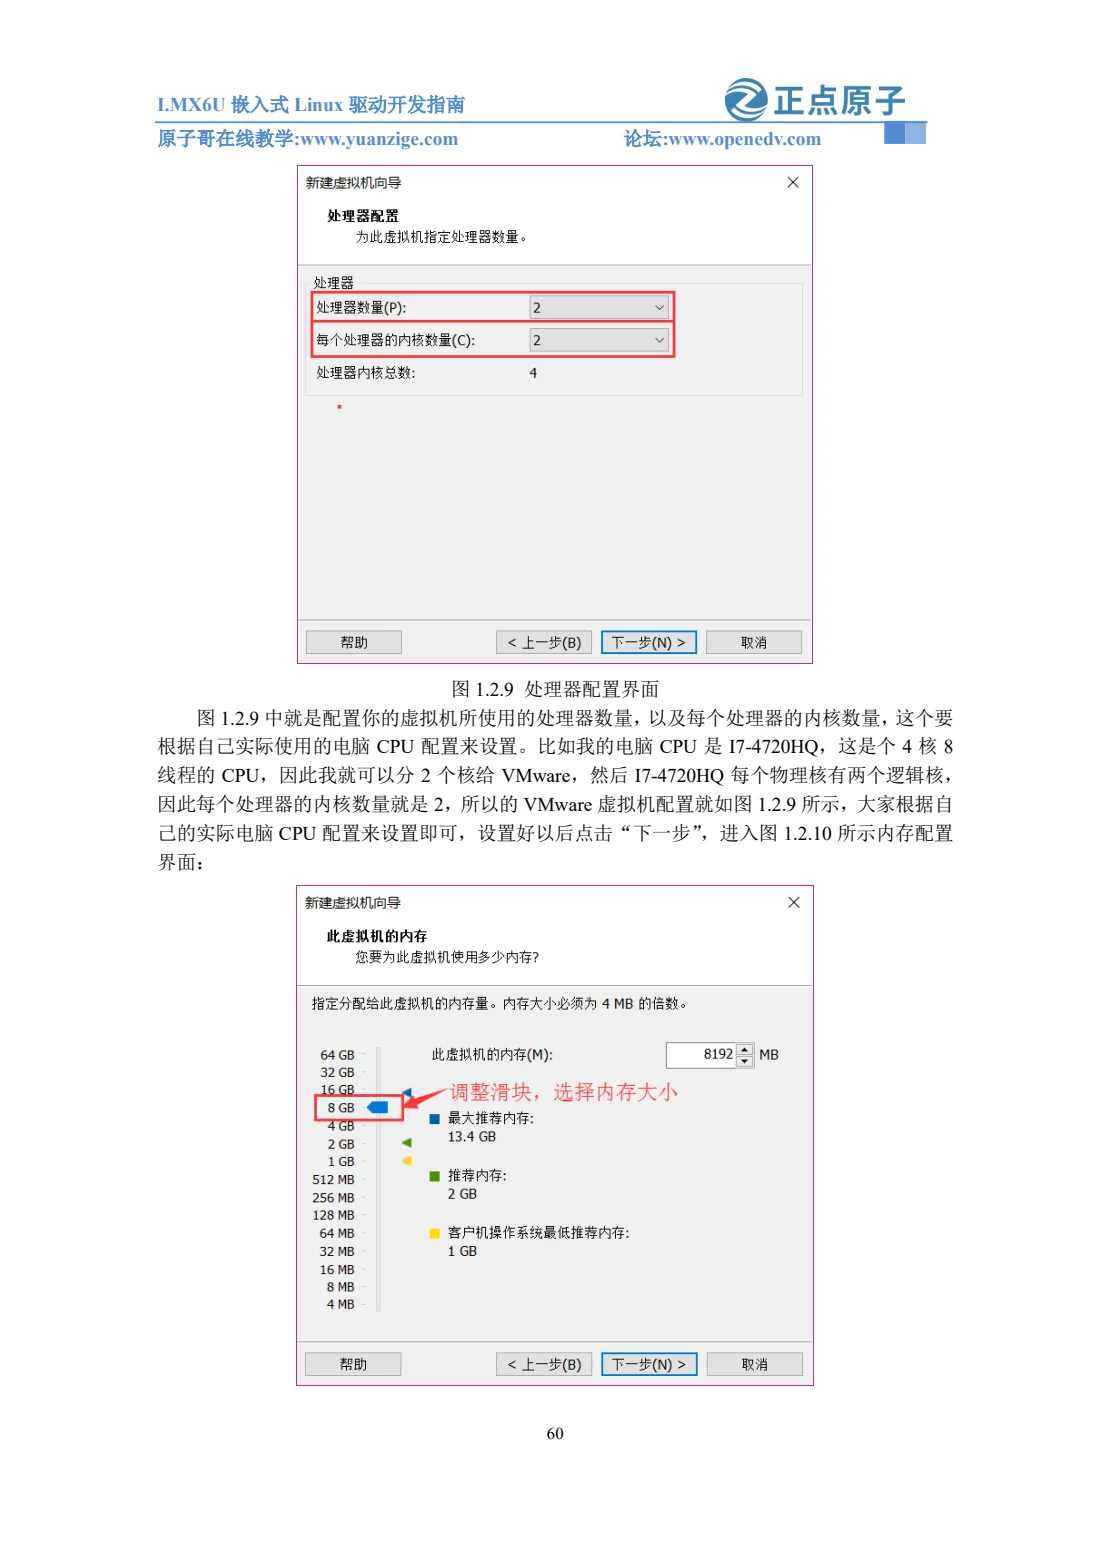 I.MX6U 嵌入式 Linux 驱动开发指南
正点原子
原子哥在线教学:www.yuanzige.com 论坛:www.openedv.com
新建虚拟机向导
处理器配置
为此虚拟机指定处理器数量。
处理器
处理器数量(P): 2
每个处理器的内核数量(C): 2
处理器内核总数: 4
帮助 < 上一步(B) 下一步(N) > 取消
图 1.2.9 处理器配置界面
图 1.2.9 中就是配置你的虚拟机所使用的处理器数量，以及每个处理器的内核数量，这个要
根据自己实际使用的电脑 CPU 配置来设置。比如我的电脑 CPU 是 I7-4720HQ，这是个 4 核 8
线程的 CPU，因此我就可以分 2 个核给 VMware，然后 I7-4720HQ 每个物理核有两个逻辑核，
因此每个处理器的内核数量就是 2，所以的 VMware 虚拟机配置就如图 1.2.9 所示，大家根据自
己的实际电脑 CPU 配置来设置即可，设置好以后点击“下一步”，进入图 1.2.10 所示内存配置
界面：
新建虚拟机向导
此虚拟机的内存
您要为此虚拟机使用多少内存?
指定分配给此虚拟机的内存量。内存大小必须为 4 MB 的倍数。
64 GB 此虚拟机的内存(M): 8192 MB
32 GB
16 GB 调整滑块，选择内存大小
8 GB
最大推荐内存:
4 GB
13.4 GB
2 GB
1 GB
推荐内存:
512 MB
2 GB
256 MB
128 MB
64 MB 客户机操作系统最低推荐内存:
32 MB 1 GB
16 MB
8 MB
4 MB
帮助 < 上一步(B) 下一步(N) > 取消
60